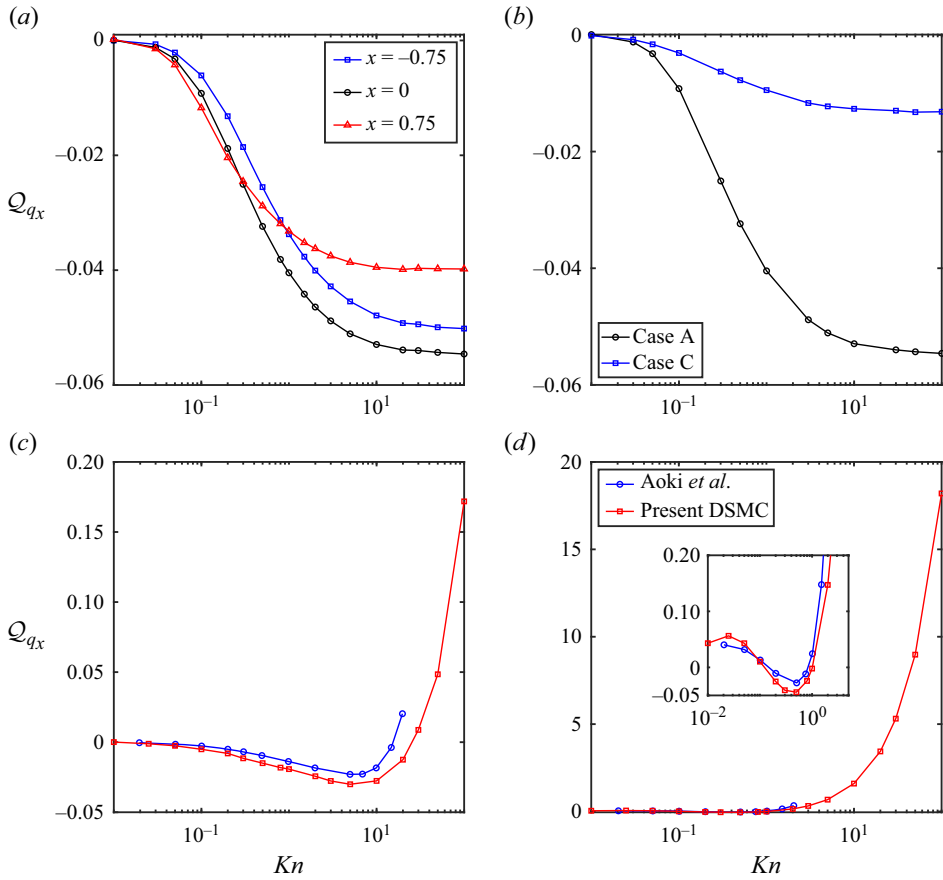 (a)
0
−0.02
−0.04
−0.06
𝒬qx
10⁻¹
10¹
x = −0.75
x = 0
x = 0.75
(b)
0
−0.02
−0.04
−0.06
10⁻¹
10¹
Case A
Case C
(c)
0.20
0.15
0.10
0.05
0
−0.05
𝒬qx
10⁻¹
10¹
Kn
(d)
20
15
10
5
0
10⁻¹
10¹
Kn
Aoki et al.
Present DSMC
0.20
0.10
0
−0.05
10⁻²
10⁰